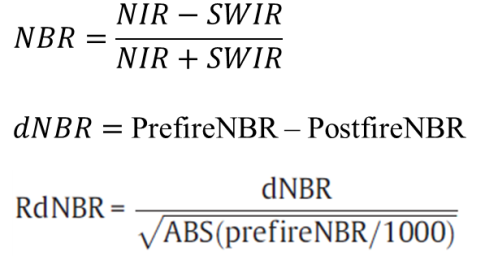 NBR = (NIR − SWIR) / (NIR + SWIR)
dNBR = PrefireNBR – PostfireNBR
RdNBR = dNBR / √ABS(prefireNBR/1000)